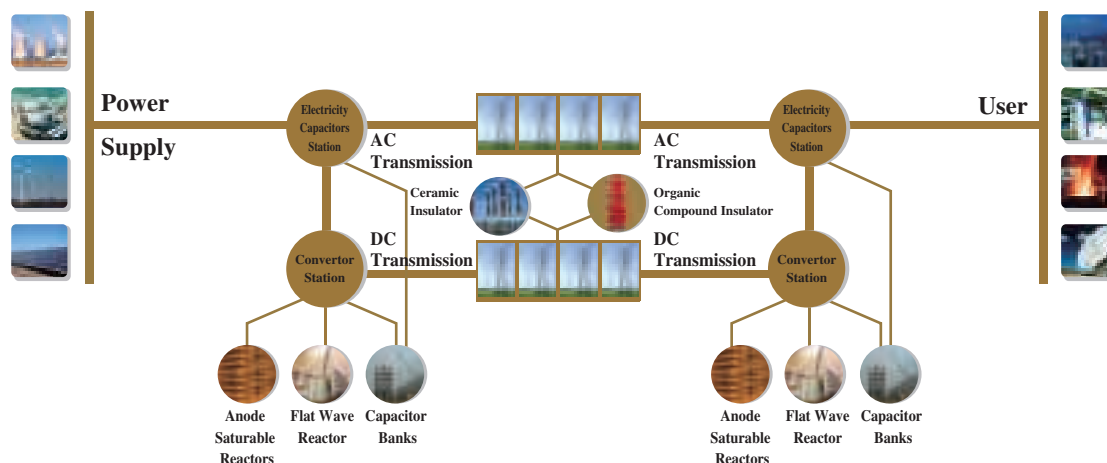 Power
Supply
Electricity
Capacitors
Station
AC
Transmission
AC
Transmission
Electricity
Capacitors
Station
User
Ceramic
Insulator
Organic
Compound Insulator
Convertor
Station
DC
Transmission
DC
Transmission
Convertor
Station
Anode
Saturable
Reactors
Flat Wave
Reactor
Capacitor
Banks
Anode
Saturable
Reactors
Flat Wave
Reactor
Capacitor
Banks